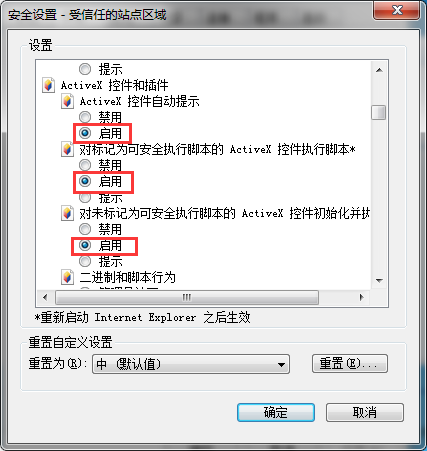 安全设置 - 受信任的站点区域
设置
提示
ActiveX 控件和插件
ActiveX 控件自动提示
禁用
启用
对标记为可安全执行脚本的 ActiveX 控件执行脚本*
禁用
启用
提示
对未标记为可安全执行脚本的 ActiveX 控件初始化并执
禁用
启用
提示
二进制和脚本行为
*重新启动 Internet Explorer 之后生效
重置自定义设置
重置为(R): 中 (默认值) 重置(E)...
确定 取消